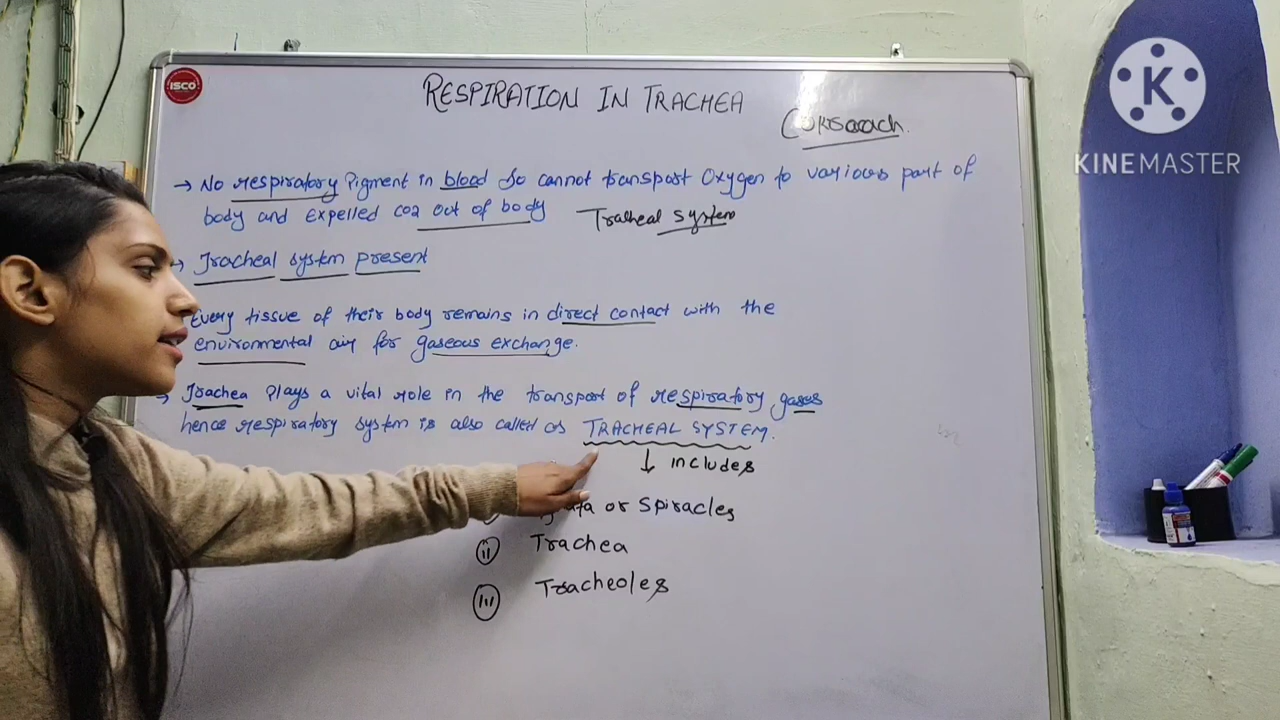 ISCO
RESPIRATION IN TRACHEA
KINEMASTER
→ No respiratory Pigment in blood so cannot transport Oxygen to various part of
body and expelled co2 out of body
Tracheal System
→ Tracheal system present
Every tissue of their body remains in direct contact with the
environmental air for gaseous exchange.
→ Trachea Plays a vital role in the transport of respiratory gases
hence respiratory system is also called as TRACHEAL SYSTEM.
↓ includes
or Spiracles
(ii) Trachea
(iii) Tracheoles